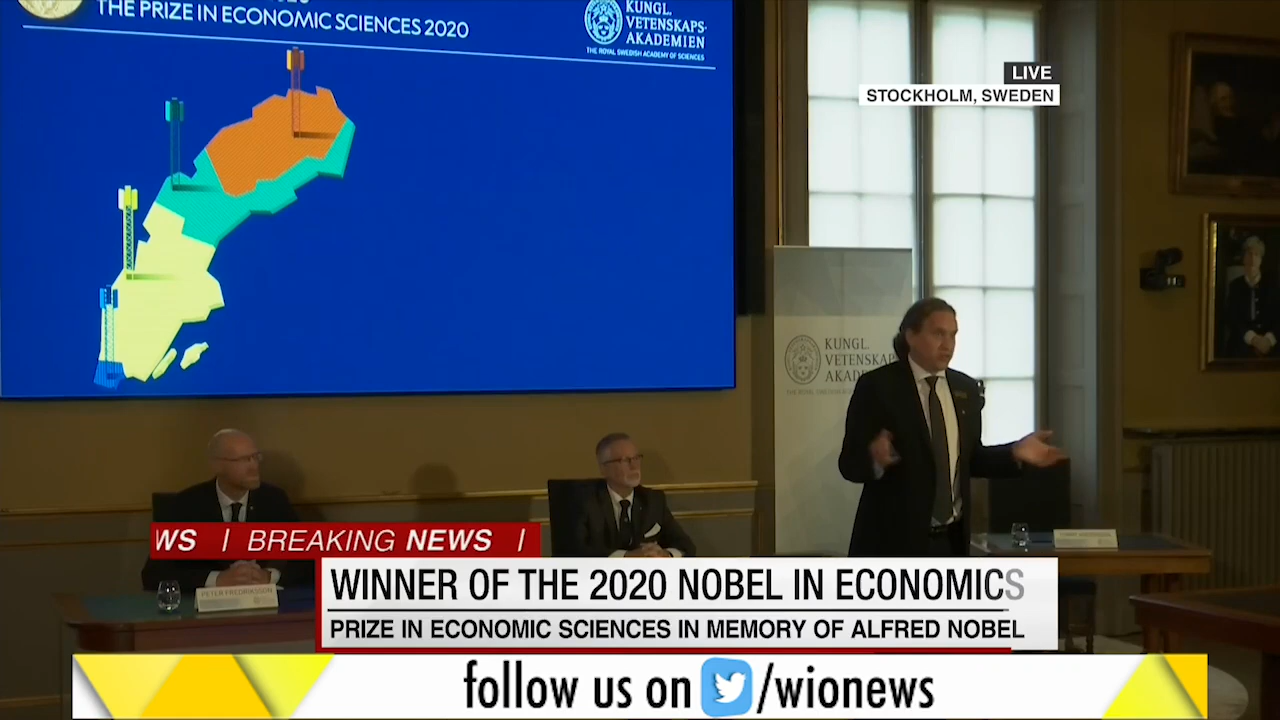 THE PRIZE IN ECONOMIC SCIENCES 2020
KUNGL.
VETENSKAPS-
AKADEMIEN
THE ROYAL SWEDISH ACADEMY OF SCIENCES
LIVE
STOCKHOLM, SWEDEN
KUNGL.
VETENSKAP
AKAD
PETER FREDRIKSSON
WS | BREAKING NEWS |
WINNER OF THE 2020 NOBEL IN ECONOMICS
PRIZE IN ECONOMIC SCIENCES IN MEMORY OF ALFRED NOBEL
follow us on /wionews